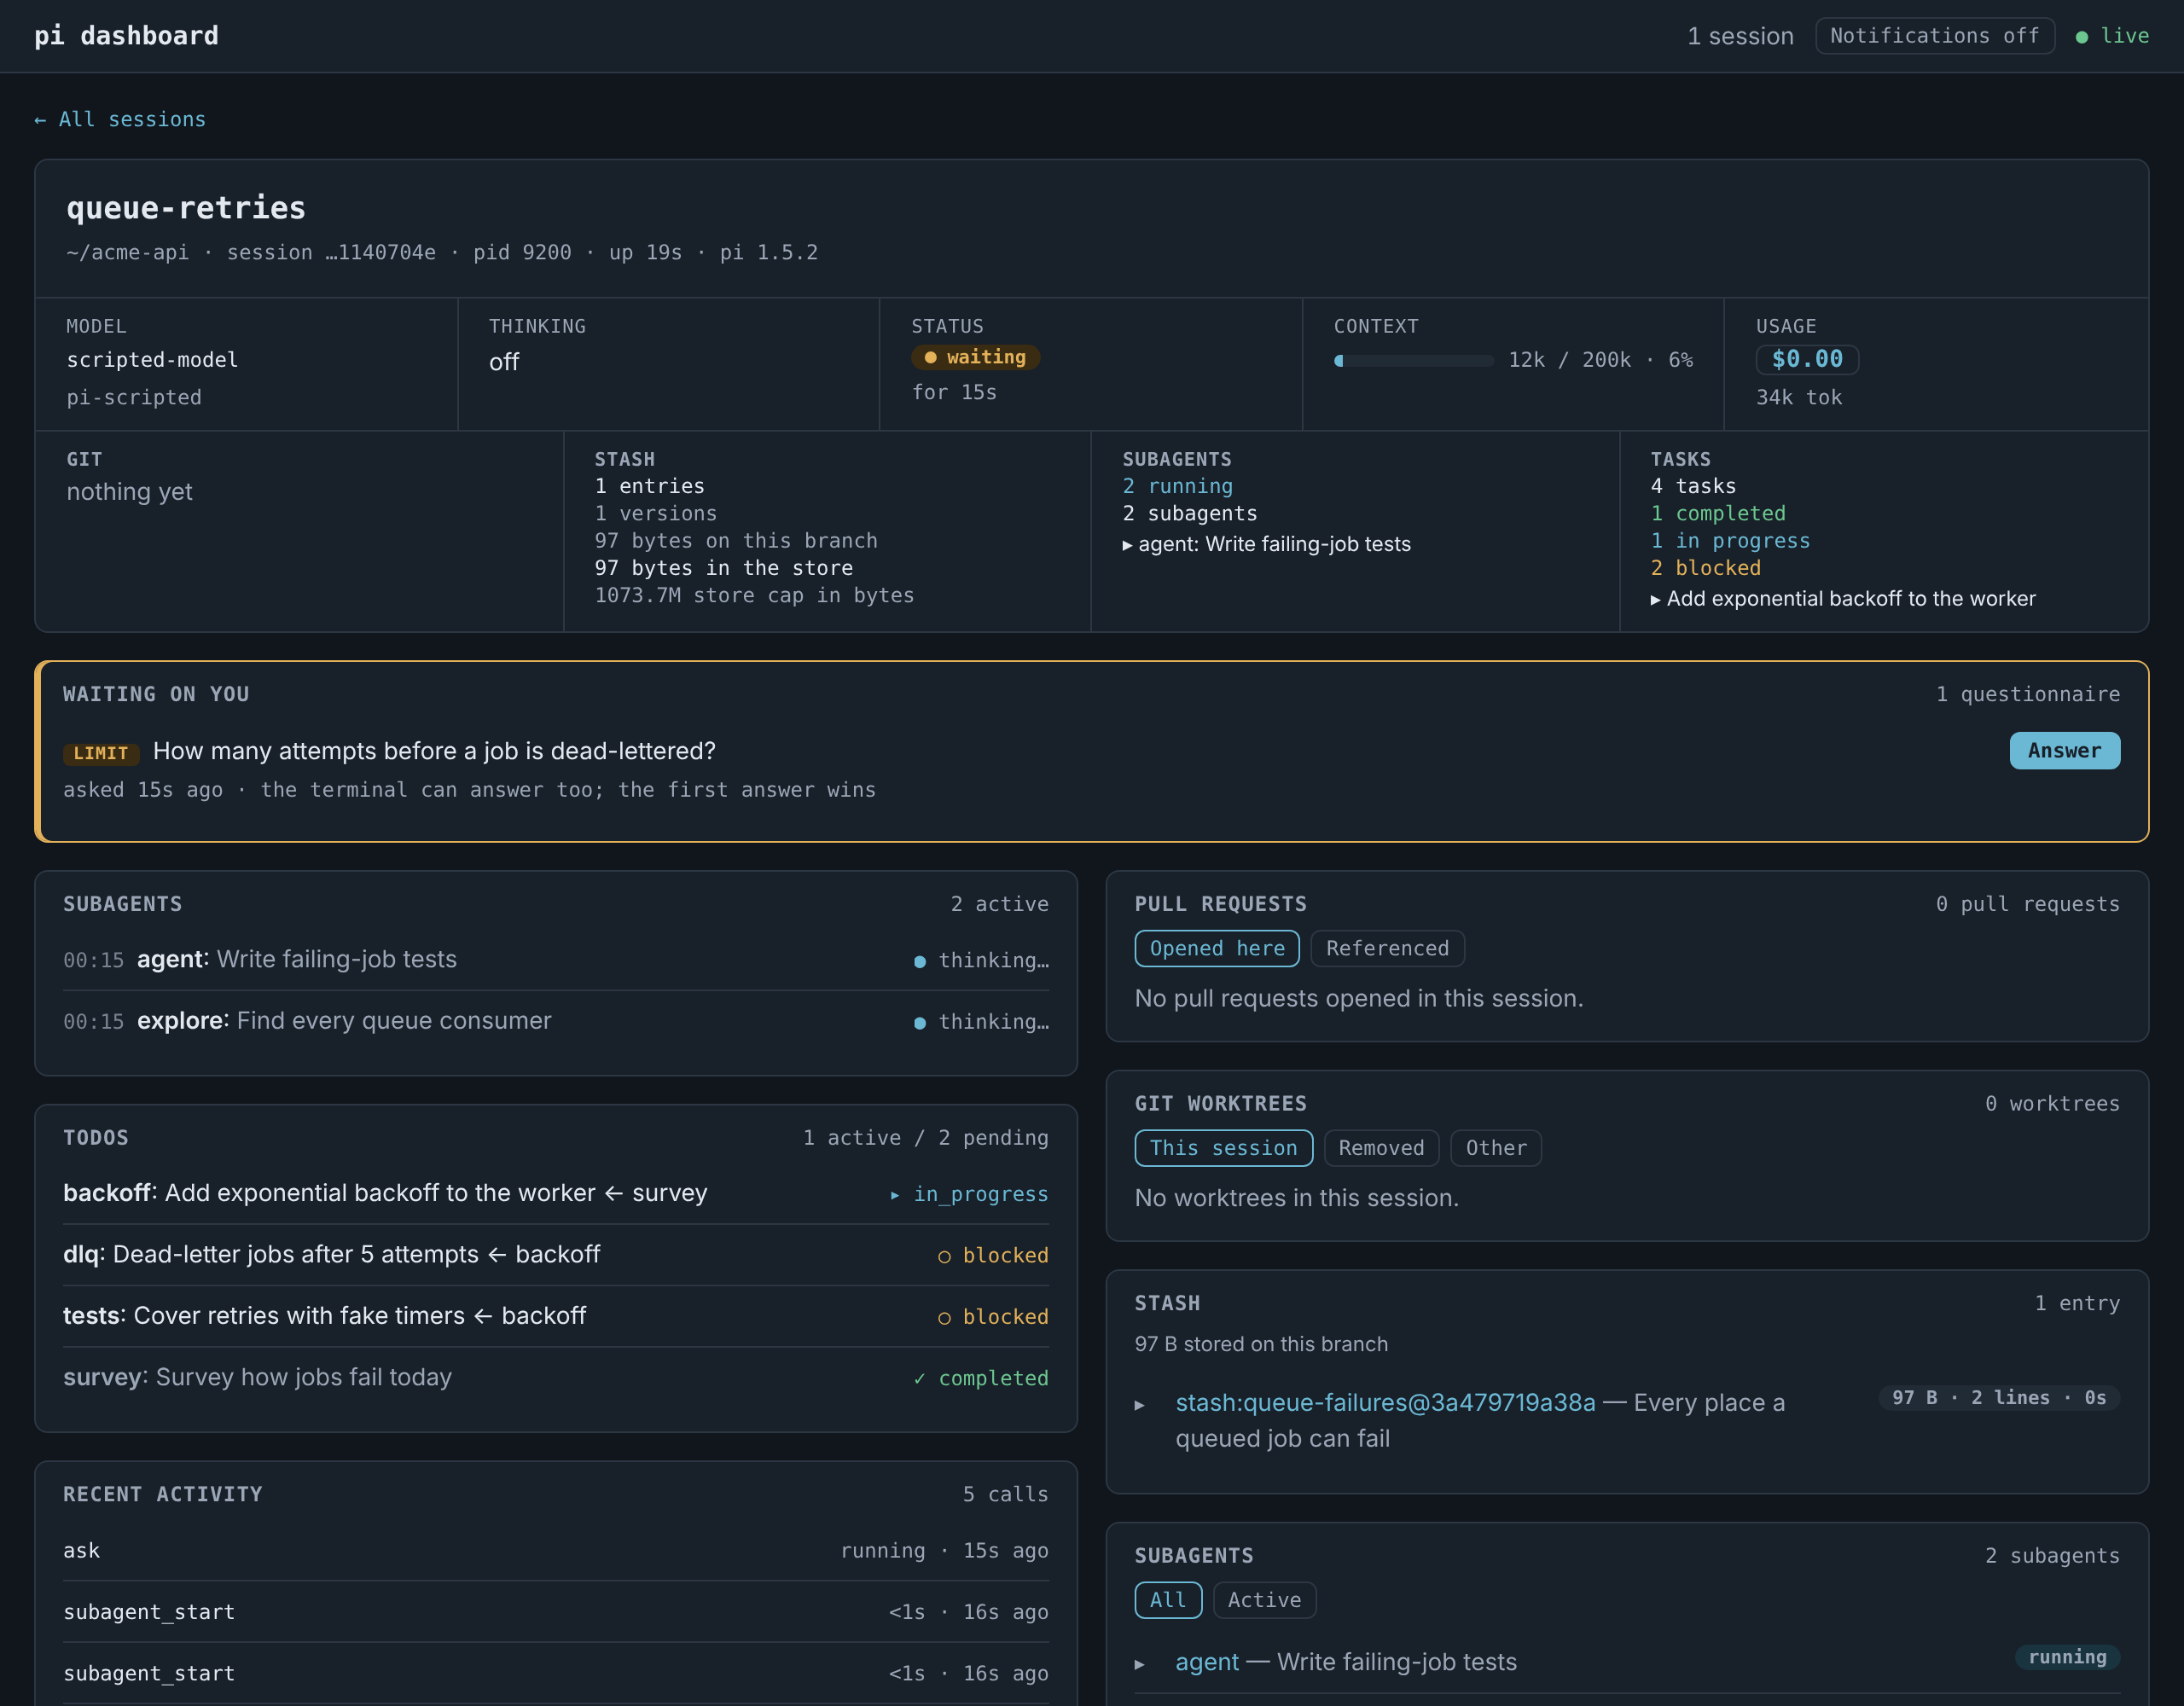 pi dashboard
1 session
Notifications off
● live
← All sessions
queue-retries
~/acme-api · session …1140704e · pid 9200 · up 19s · pi 1.5.2
MODEL
scripted-model
pi-scripted
THINKING
off
STATUS
● waiting
for 15s
CONTEXT
12k / 200k · 6%
USAGE
$0.00
34k tok
GIT
nothing yet
STASH
1 entries
1 versions
97 bytes on this branch
97 bytes in the store
1073.7M store cap in bytes
SUBAGENTS
2 running
2 subagents
▸ agent: Write failing-job tests
TASKS
4 tasks
1 completed
1 in progress
2 blocked
▸ Add exponential backoff to the worker
WAITING ON YOU
1 questionnaire
LIMIT How many attempts before a job is dead-lettered?
Answer
asked 15s ago · the terminal can answer too; the first answer wins
SUBAGENTS
2 active
00:15 agent: Write failing-job tests
● thinking…
00:15 explore: Find every queue consumer
● thinking…
TODOS
1 active / 2 pending
backoff: Add exponential backoff to the worker ← survey
▸ in_progress
dlq: Dead-letter jobs after 5 attempts ← backoff
○ blocked
tests: Cover retries with fake timers ← backoff
○ blocked
survey: Survey how jobs fail today
✓ completed
RECENT ACTIVITY
5 calls
ask
running · 15s ago
subagent_start
<1s · 16s ago
subagent_start
<1s · 16s ago
PULL REQUESTS
0 pull requests
Opened here
Referenced
No pull requests opened in this session.
GIT WORKTREES
0 worktrees
This session
Removed
Other
No worktrees in this session.
STASH
1 entry
97 B stored on this branch
▸ stash:queue-failures@3a479719a38a — Every place a
queued job can fail
97 B · 2 lines · 0s
SUBAGENTS
2 subagents
All
Active
▸ agent — Write failing-job tests
running